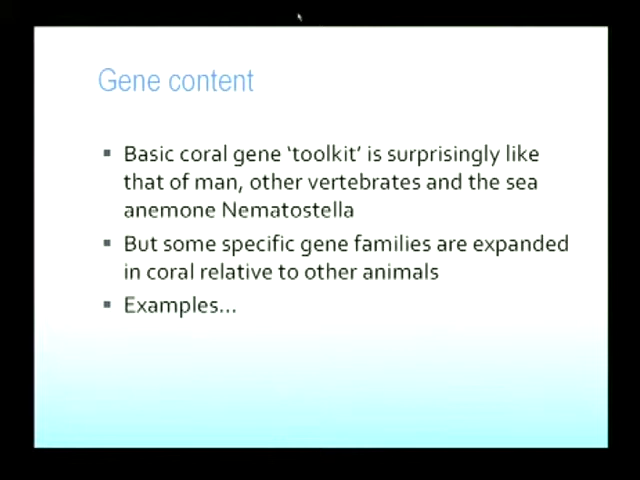 Gene content
Basic coral gene ‘toolkit’ is surprisingly like
that of man, other vertebrates and the sea
anemone Nematostella
But some specific gene families are expanded
in coral relative to other animals
Examples…